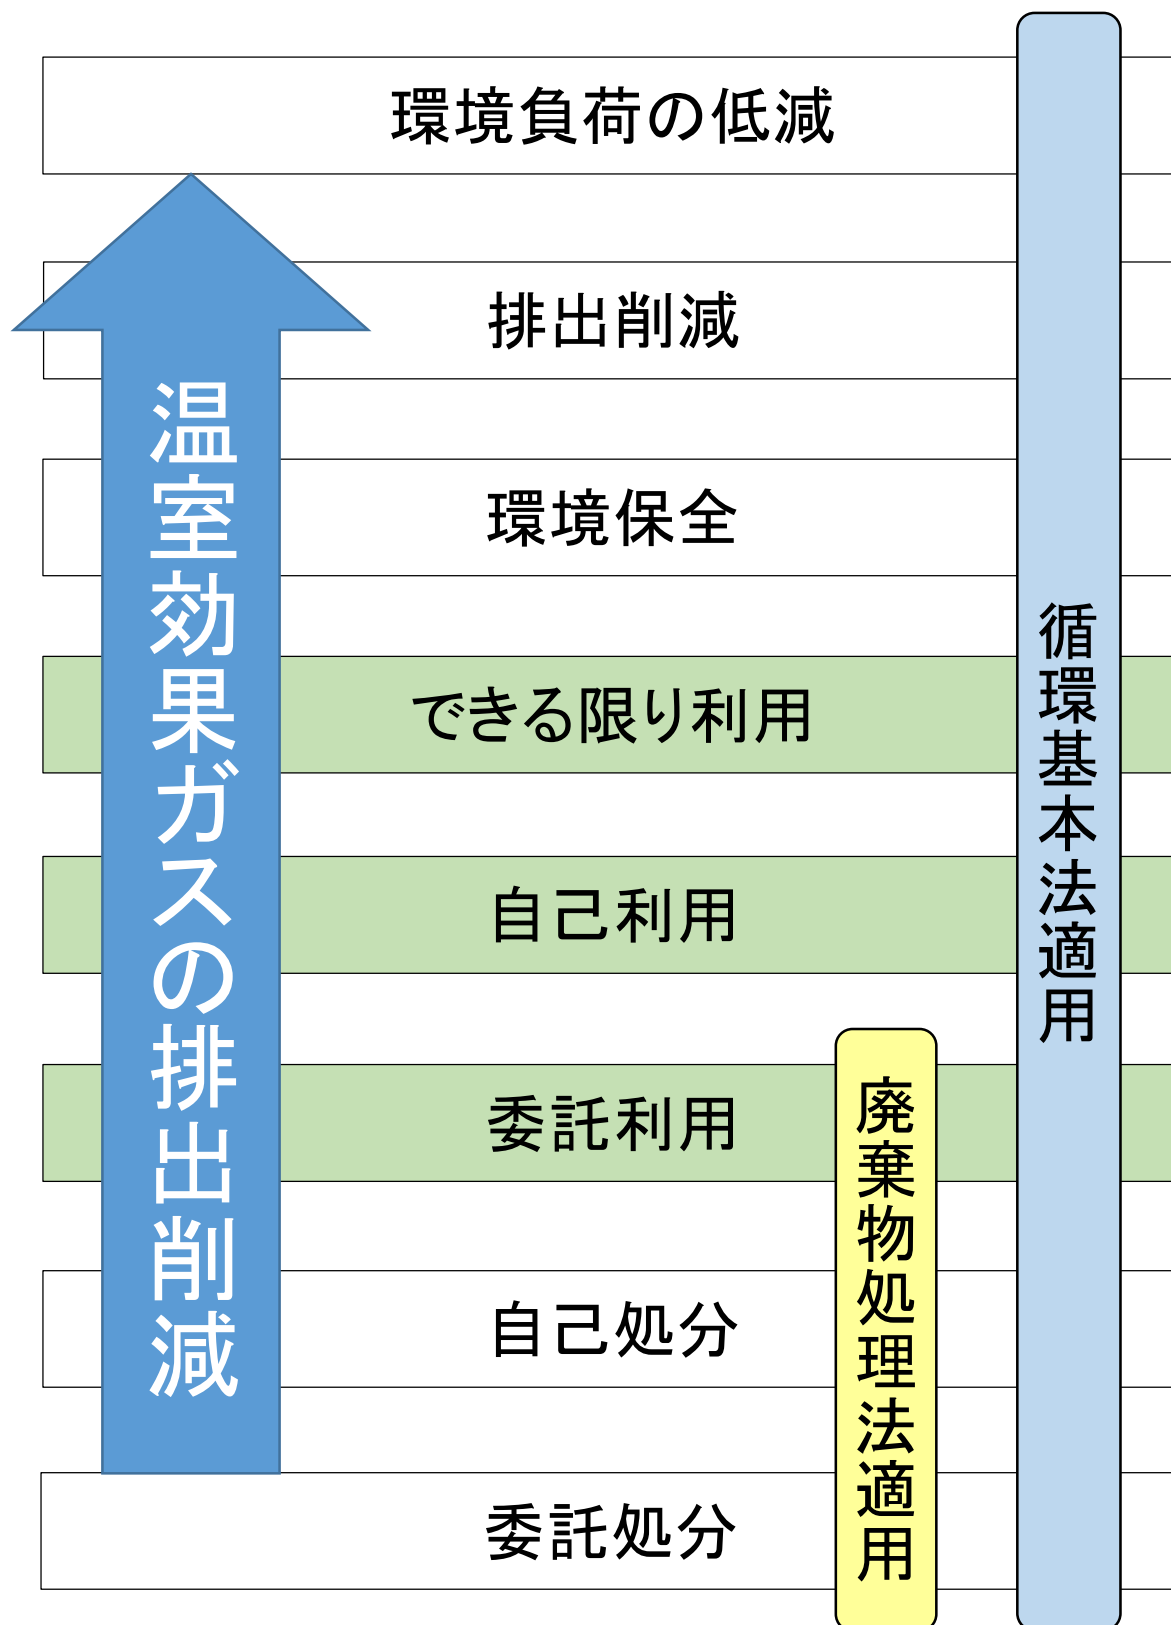 環境負荷の低減
排出削減
環境保全
できる限り利用
自己利用
委託利用
自己処分
委託処分
温室効果ガスの排出削減
廃棄物処理法適用
循環基本法適用